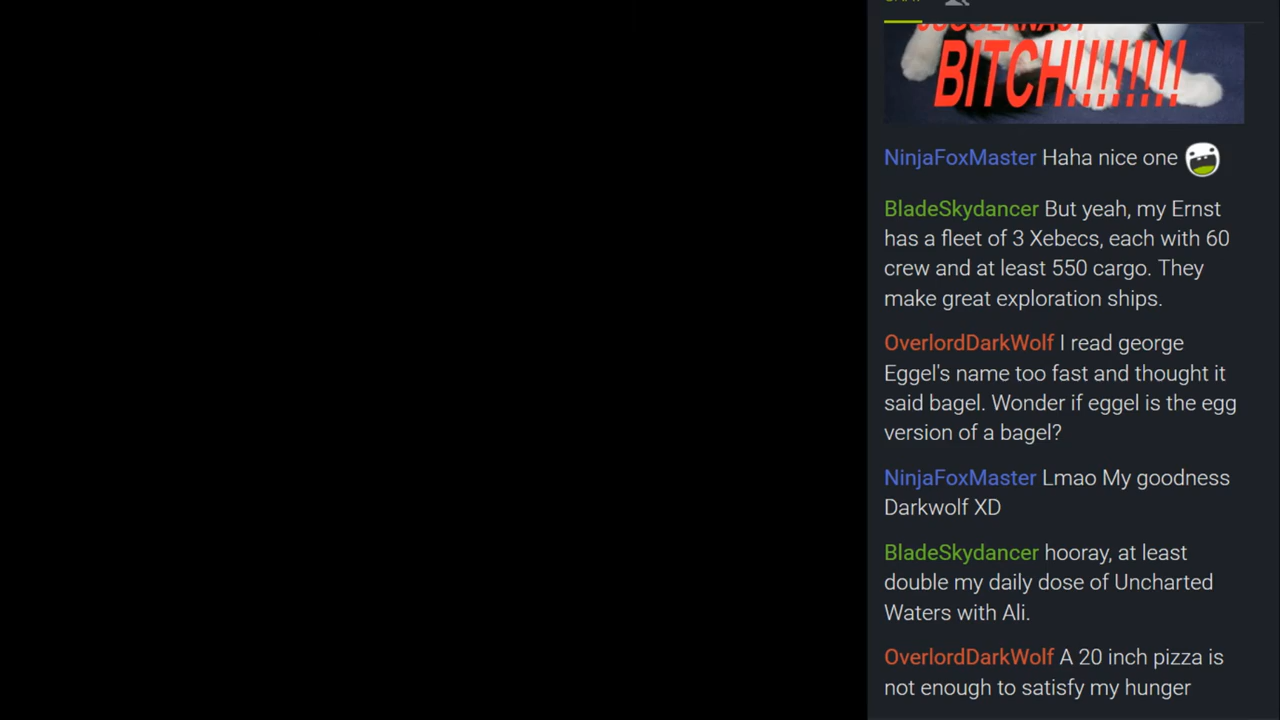 BITCH!!!!!!!!
NinjaFoxMaster Haha nice one
BladeSkydancer But yeah, my Ernst
has a fleet of 3 Xebecs, each with 60
crew and at least 550 cargo. They
make great exploration ships.
OverlordDarkWolf I read george
Eggel's name too fast and thought it
said bagel. Wonder if eggel is the egg
version of a bagel?
NinjaFoxMaster Lmao My goodness
Darkwolf XD
BladeSkydancer hooray, at least
double my daily dose of Uncharted
Waters with Ali.
OverlordDarkWolf A 20 inch pizza is
not enough to satisfy my hunger